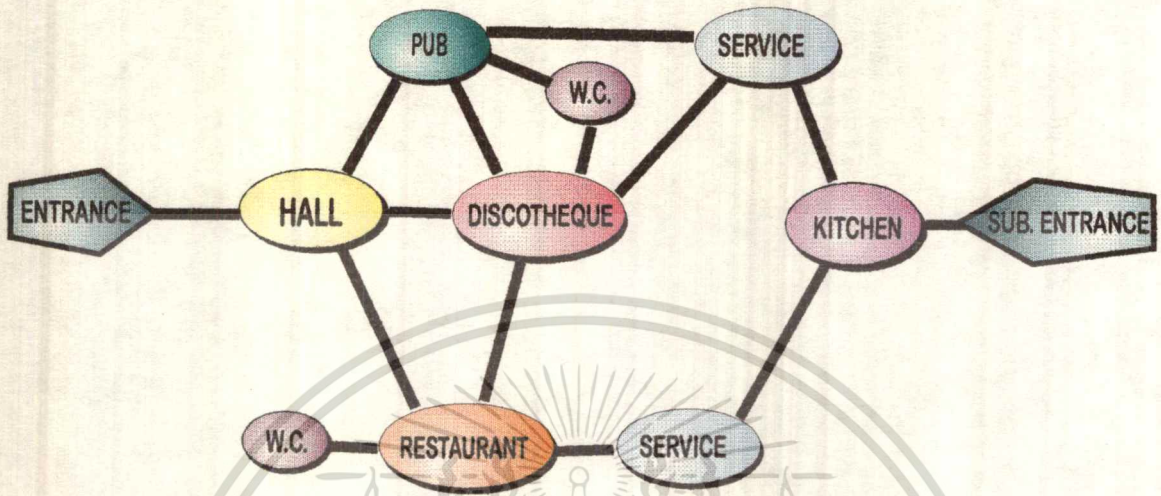 PUB
SERVICE
W.C.
ENTRANCE
HALL
DISCOTHEQUE
KITCHEN
SUB. ENTRANCE
W.C.
RESTAURANT
SERVICE